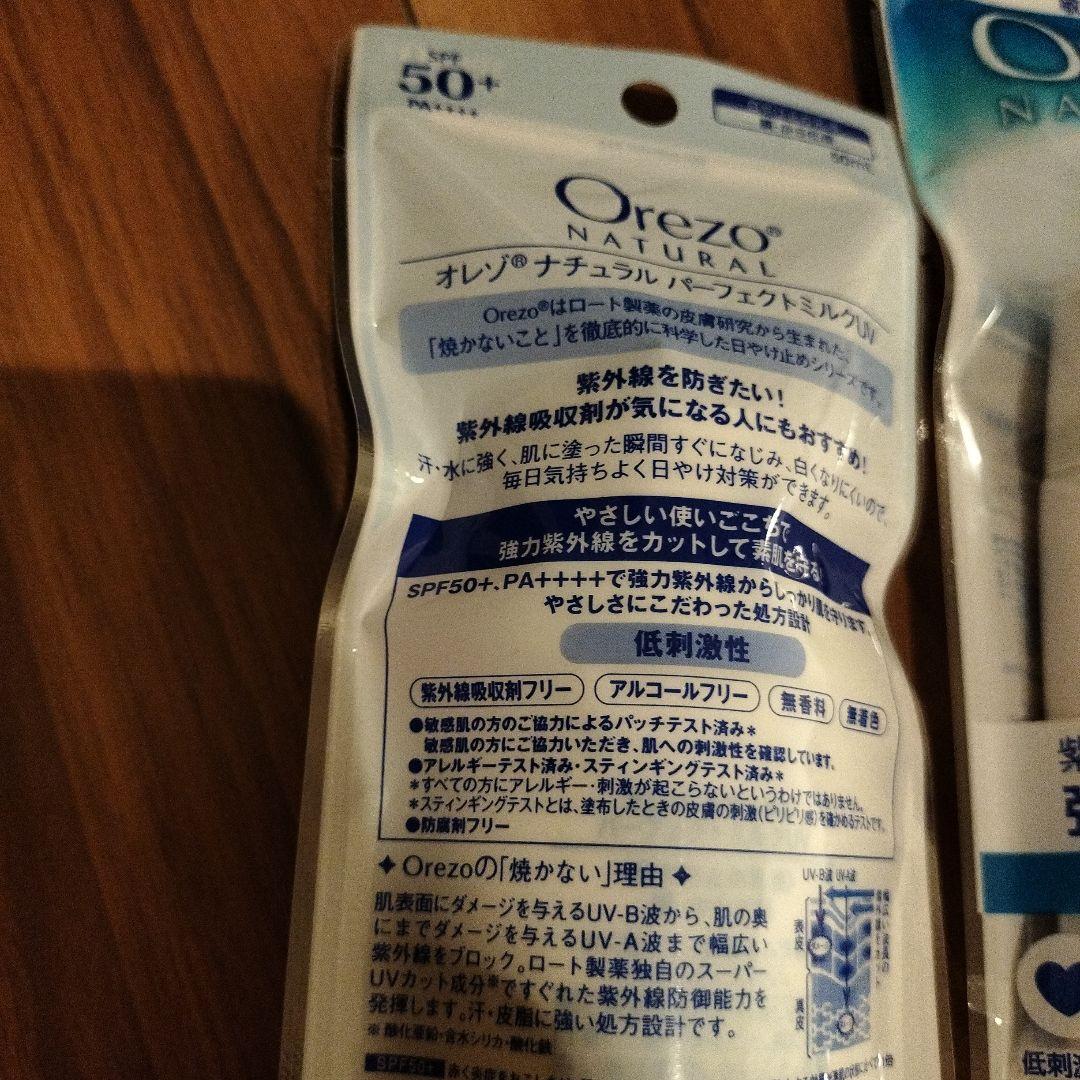 SPF
50+
PA++++
Orezo®
NATURAL
オレゾ®ナチュラル パーフェクトミルクUV
Orezo®はロート製薬の皮膚研究から生まれた、
「焼かないこと」を徹底的に科学した日やけ止めシリーズです。
紫外線を防ぎたい!
紫外線吸収剤が気になる人にもおすすめ!
汗・水に強く、肌に塗った瞬間すぐになじみ、白くなりにくいので、
毎日気持ちよく日やけ対策ができます。
やさしい使いごこちで
強力紫外線をカットして素肌を守る
SPF50+、PA++++で強力紫外線からしっかり肌を守ります。
やさしさにこだわった処方設計
低刺激性
紫外線吸収剤フリー アルコールフリー 無香料 無着色
●敏感肌の方のご協力によるパッチテスト済み*
敏感肌の方にご協力いただき、肌への刺激性を確認しています。
●アレルギーテスト済み・スティンギングテスト済み*
*すべての方にアレルギー・刺激が起こらないというわけではありません。
*スティンギングテストとは、塗布したときの皮膚の刺激(ピリピリ感)を確かめるテストです。
●防腐剤フリー
Orezoの「焼かない」理由
肌表面にダメージを与えるUV-B波から、肌の奥
にまでダメージを与えるUV-A波まで幅広い
紫外線をブロック。ロート製薬独自のスーパー
UVカット成分※ですぐれた紫外線防御能力を
発揮します。汗・皮脂に強い処方設計です。
※酸化亜鉛・含水シリカ・酸化鉄
UV-B波 UV-A波
表皮
真皮
SPF50+
O
NA
紫
強
低刺激